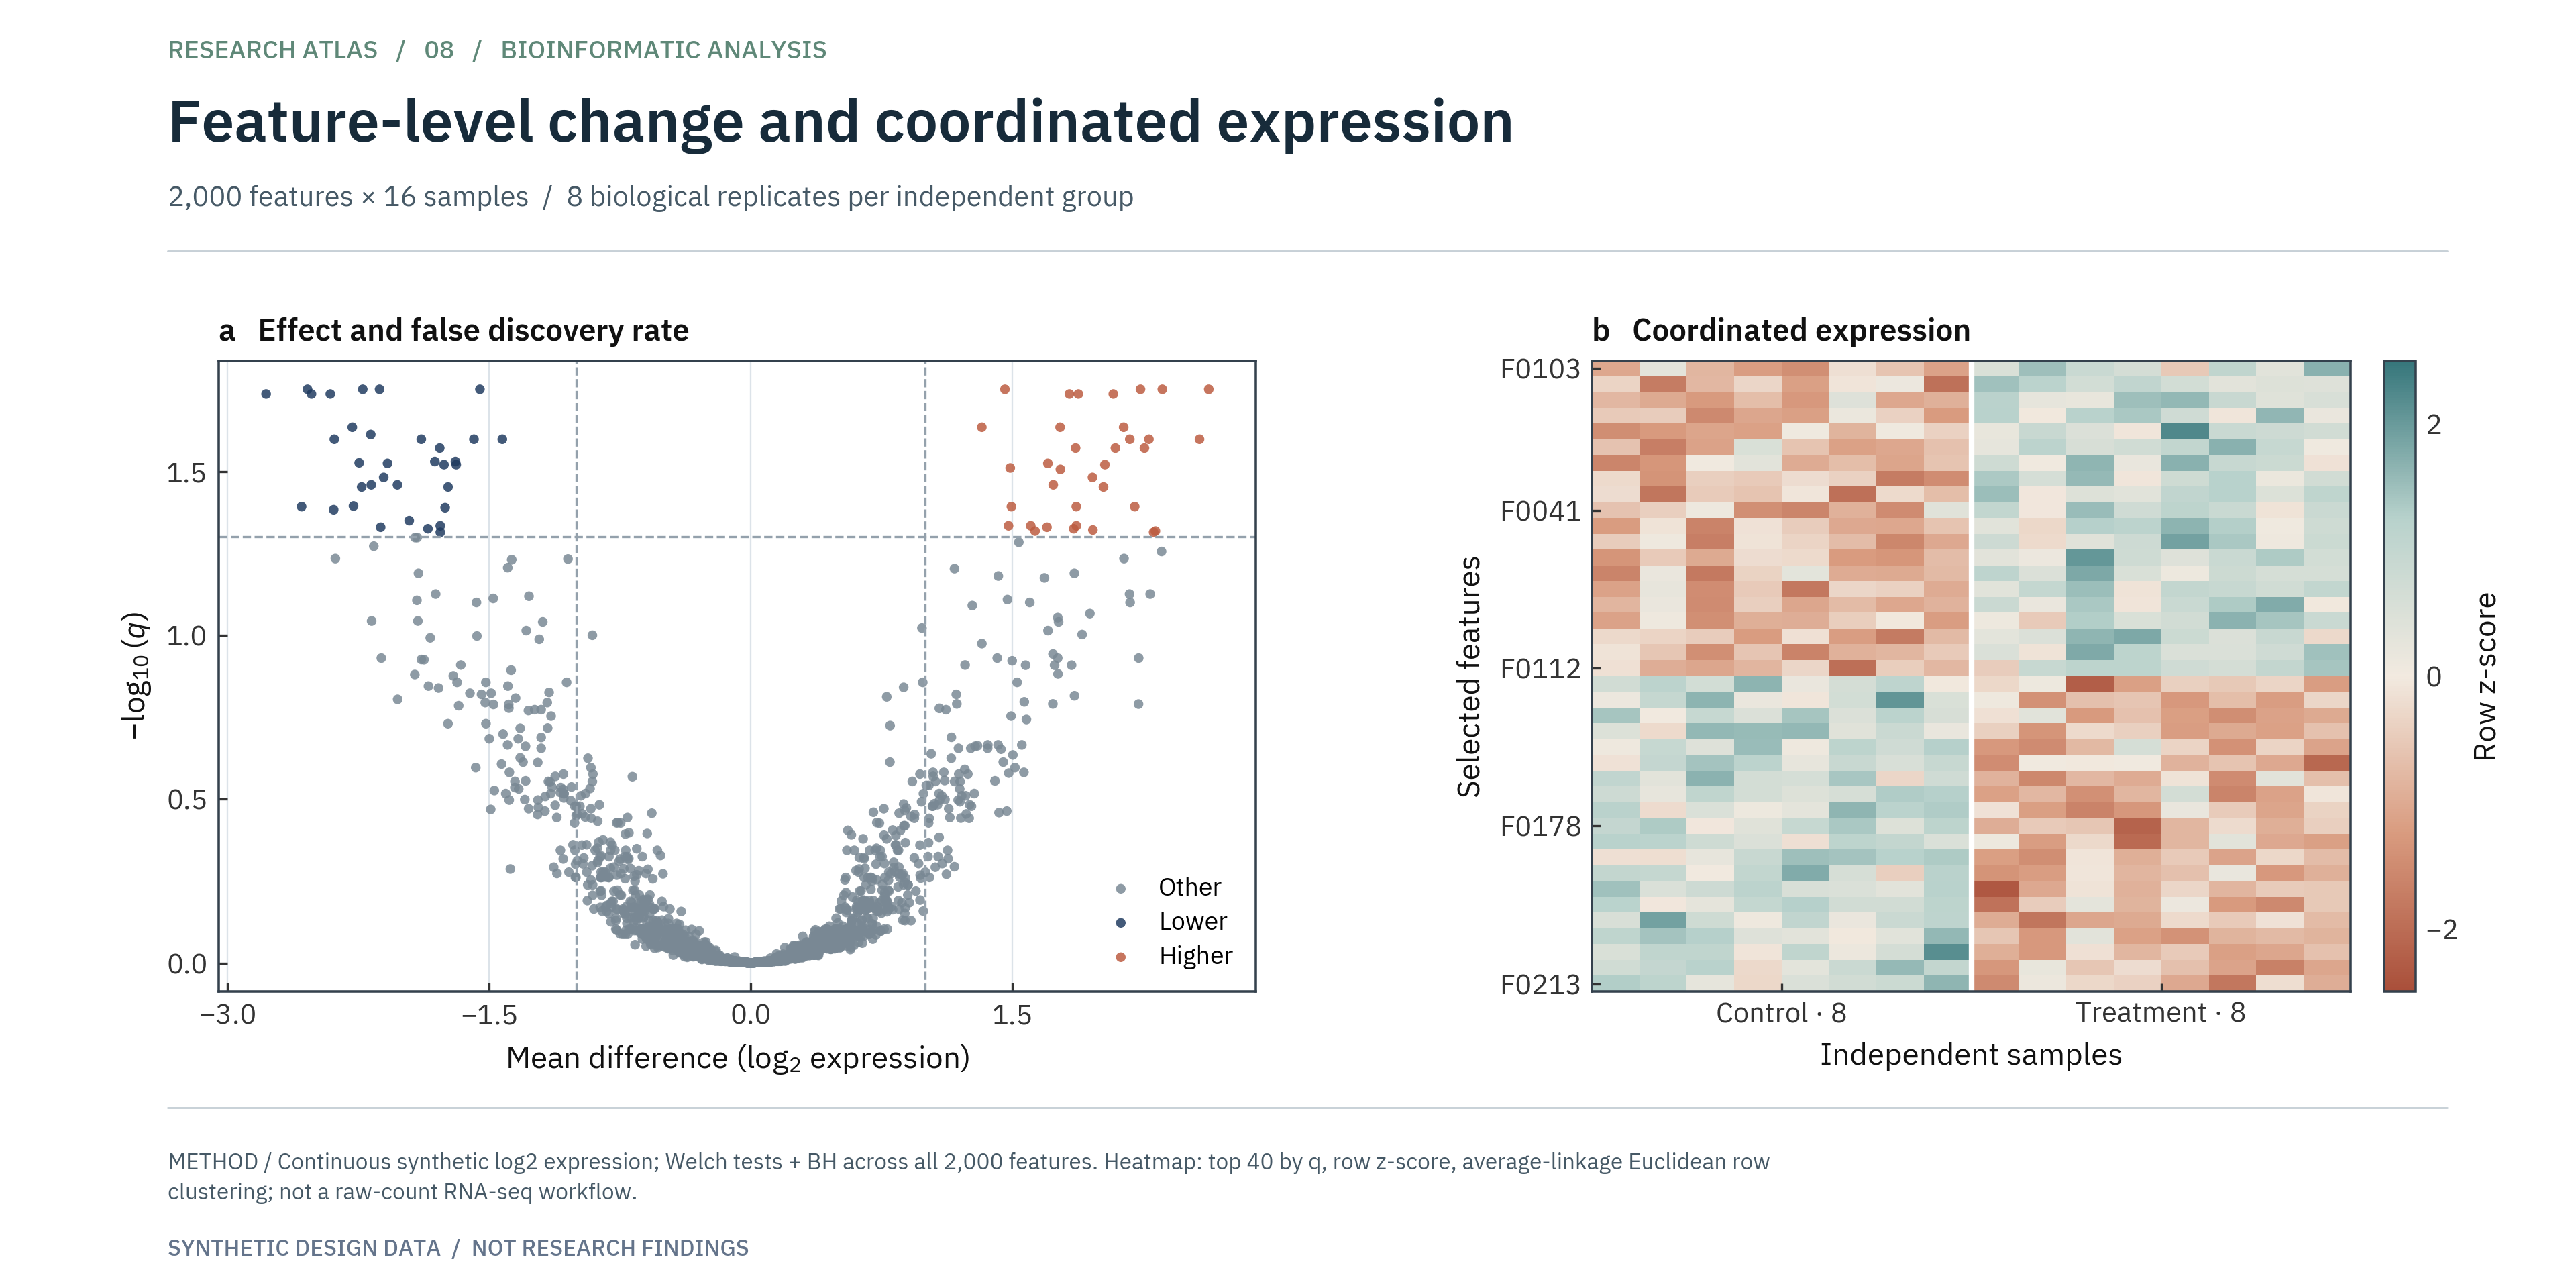 RESEARCH ATLAS / 08 / BIOINFORMATIC ANALYSIS
Feature-level change and coordinated expression
2,000 features × 16 samples / 8 biological replicates per independent group
a Effect and false discovery rate
−log₁₀ (q)
1.5
1.0
0.5
0.0
−3.0
−1.5
0.0
1.5
Mean difference (log₂ expression)
Other
Lower
Higher
b Coordinated expression
Selected features
F0103
F0041
F0112
F0178
F0213
Control · 8
Treatment · 8
Independent samples
2
0
−2
Row z-score
METHOD / Continuous synthetic log2 expression; Welch tests + BH across all 2,000 features. Heatmap: top 40 by q, row z-score, average-linkage Euclidean row
clustering; not a raw-count RNA-seq workflow.
SYNTHETIC DESIGN DATA / NOT RESEARCH FINDINGS